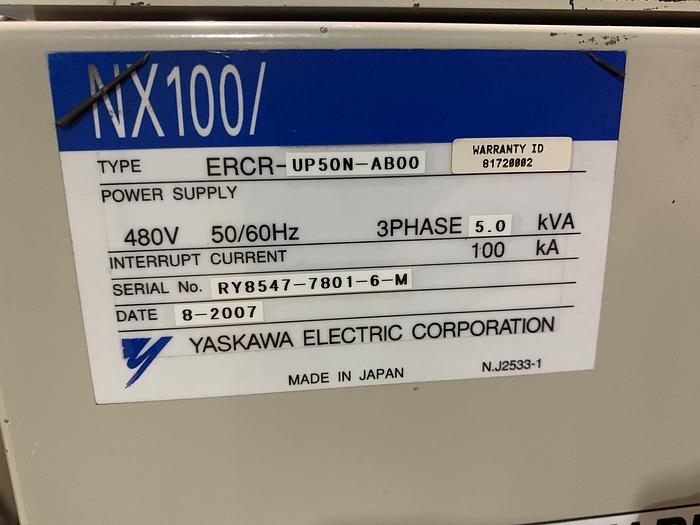 NX100/
TYPE ERCR-UP50N-AB00
WARRANTY ID
81720002
POWER SUPPLY
480V 50/60Hz 3PHASE 5.0 kVA
INTERRUPT CURRENT 100 kA
SERIAL No. RY8547-7801-6-M
DATE 8-2007
YASKAWA ELECTRIC CORPORATION
MADE IN JAPAN N.J2533-1